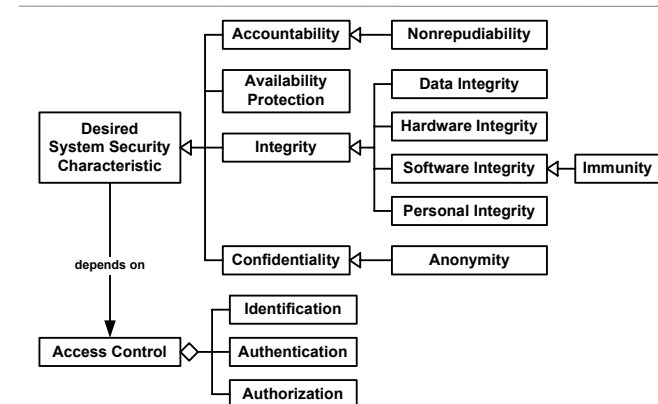 Accountability
Nonrepudiability
Availability
Protection
Data Integrity
Desired
System Security
Characteristic
Hardware Integrity
Integrity
Software Integrity
Immunity
Personal Integrity
depends on
Confidentiality
Anonymity
Identification
Access Control
Authentication
Authorization